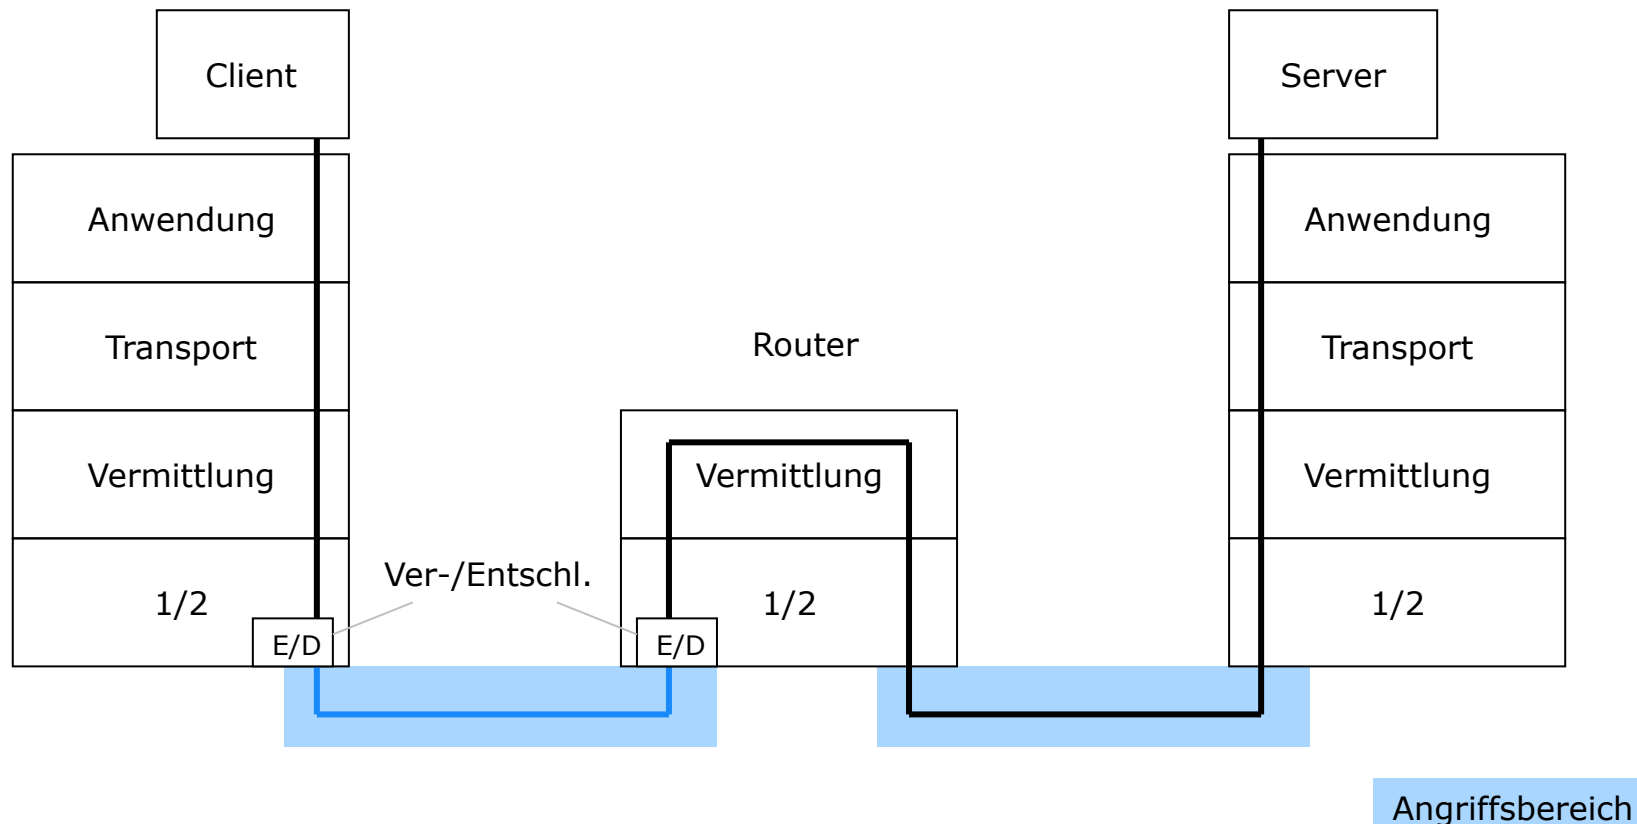 Client
Server
Anwendung
Anwendung
Transport
Router
Transport
Vermittlung
Vermittlung
Vermittlung
Ver-/Entschl.
1/2
1/2
1/2
E/D
E/D
Angriffsbereich